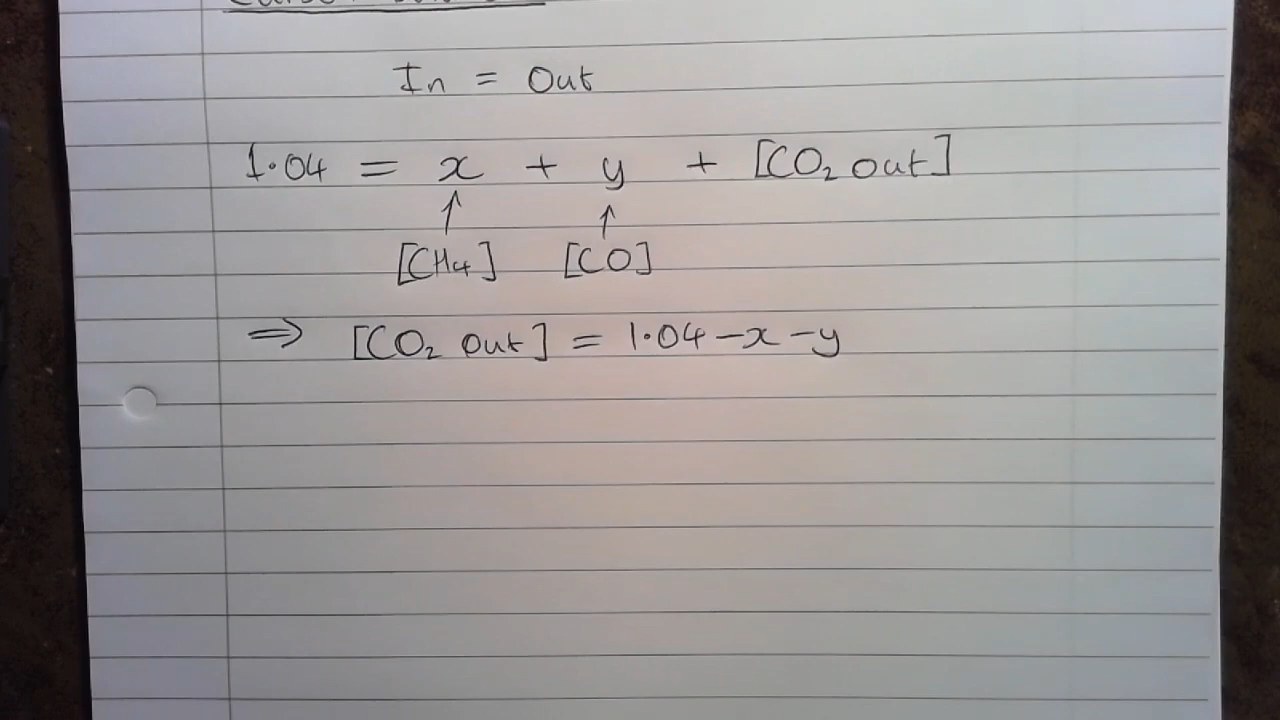 In = Out
1.04 = x + y + [CO₂ out]
↑ ↑
[CH₄] [CO]
⇒ [CO₂ out] = 1.04 - x - y